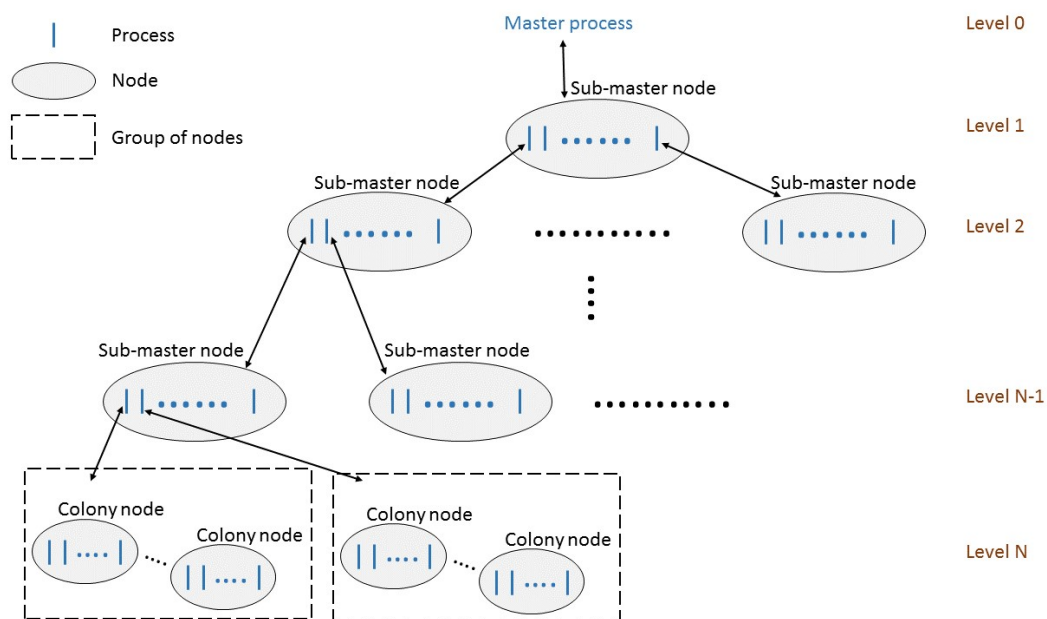 Master process
Level 0
Process
Node
Sub-master node
Group of nodes
Level 1
Sub-master node
Sub-master node
Level 2
Sub-master node
Sub-master node
Level N-1
Colony node
Colony node
Colony node
Colony node
Level N